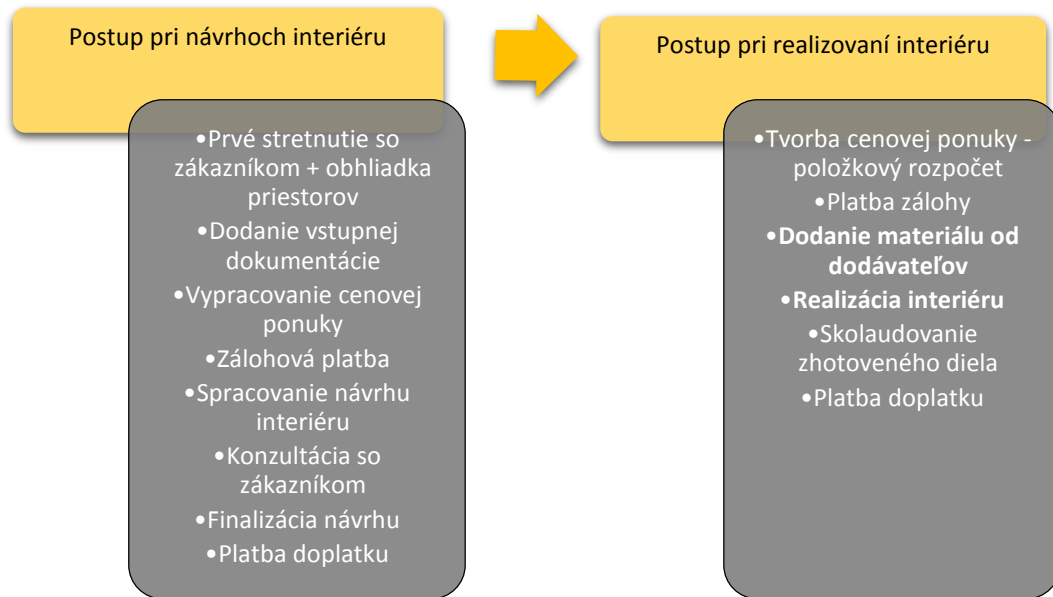 Postup pri návrhoch interiéru
•Prvé stretnutie so
zákazníkom + obhliadka
priestorov
•Dodanie vstupnej
dokumentácie
•Vypracovanie cenovej
ponuky
•Zálohová platba
•Spracovanie návrhu
interiéru
•Konzultácia so
zákazníkom
•Finalizácia návrhu
•Platba doplatku
Postup pri realizovaní interiéru
•Tvorba cenovej ponuky -
položkový rozpočet
•Platba zálohy
•Dodanie materiálu od
dodávateľov
•Realizácia interiéru
•Skolaudovanie
zhotoveného diela
•Platba doplatku